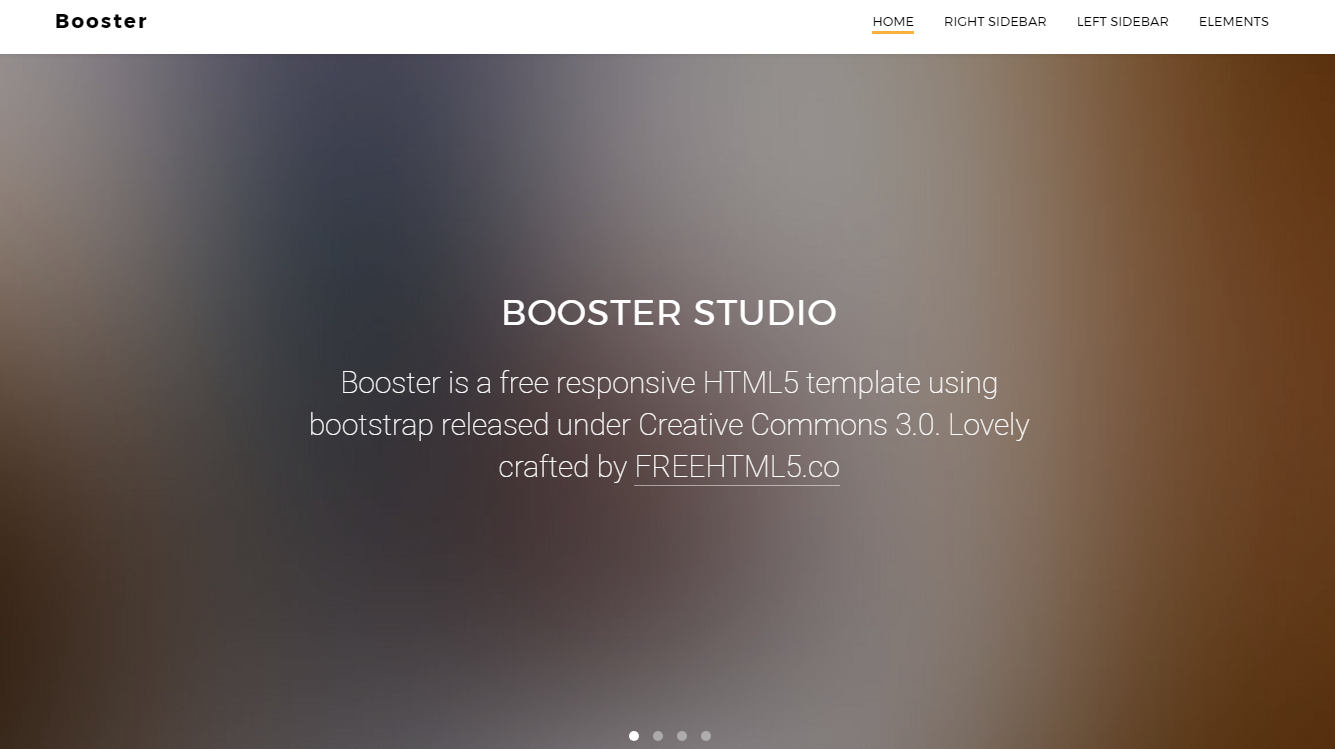 Booster
HOME RIGHT SIDEBAR LEFT SIDEBAR ELEMENTS
BOOSTER STUDIO
Booster is a free responsive HTML5 template using
bootstrap released under Creative Commons 3.0. Lovely
crafted by FREEHTML5.co